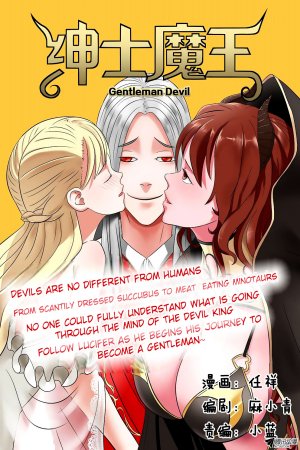 绅士魔王
Gentleman Devil
DEVILS ARE NO DIFFERENT FROM HUMANS
FROM SCANTILY DRESSED SUCCUBUS TO MEAT EATING MINOTAURS
NO ONE COULD FULLY UNDERSTAND WHAT IS GOING
THROUGH THE MIND OF THE DEVIL KING
FOLLOW LUCIFER AS HE BEGINS HIS JOURNEY TO
BECOME A GENTLEMAN~
漫画：任祥
编剧：麻小青
责编：小蓝